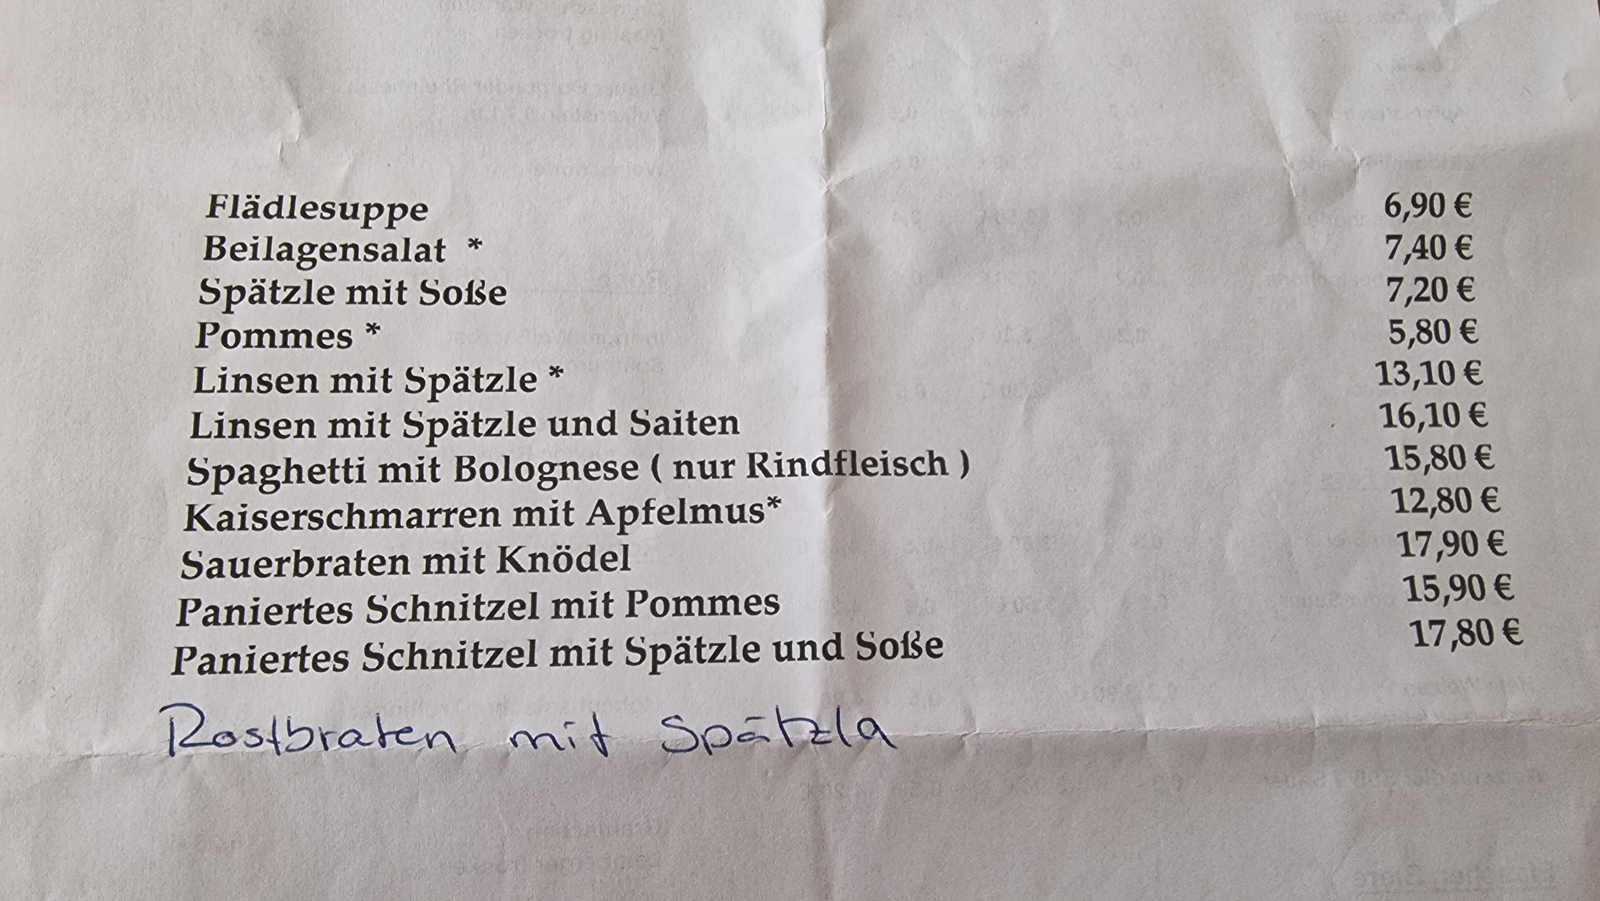 Flädlesuppe 6,90 €
Beilagensalat * 7,40 €
Spätzle mit Soße 7,20 €
Pommes * 5,80 €
Linsen mit Spätzle * 13,10 €
Linsen mit Spätzle und Saiten 16,10 €
Spaghetti mit Bolognese ( nur Rindfleisch ) 15,80 €
Kaiserschmarren mit Apfelmus* 12,80 €
Sauerbraten mit Knödel 17,90 €
Paniertes Schnitzel mit Pommes 15,90 €
Paniertes Schnitzel mit Spätzle und Soße 17,80 €
Rostbraten mit Spätzla